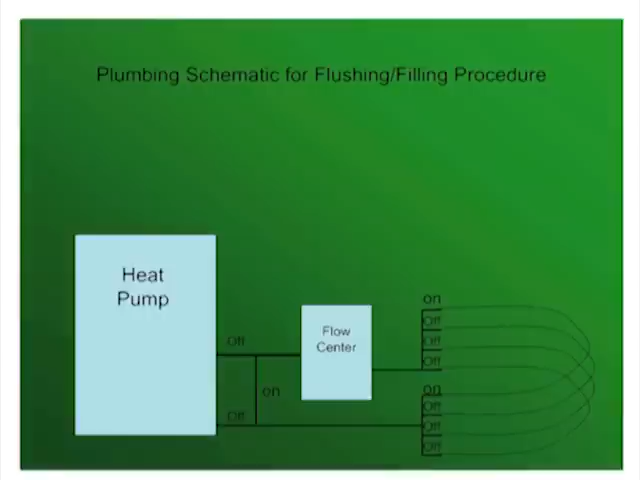 Plumbing Schematic for Flushing/Filling Procedure
Heat
Pump
Off
Flow
Center
on
Off
Off
Off
on
Off
on
Off
Off
Off